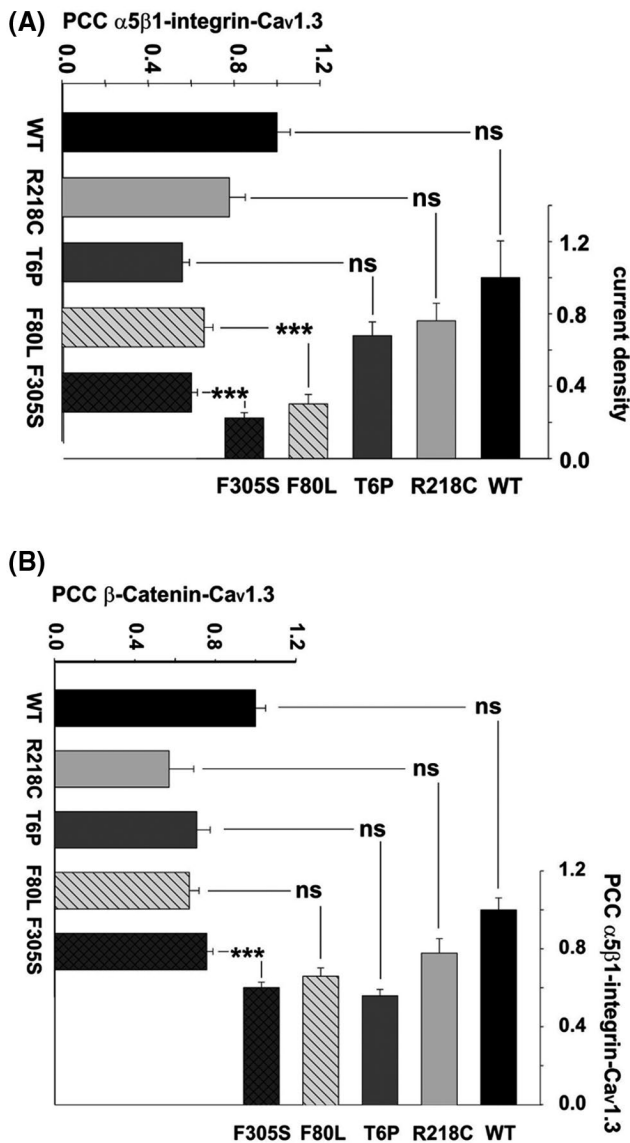 (A)
PCC α5β1-integrin-Cav1.3
0.0 0.4 0.8 1.2
WT
R218C
T6P
F80L
F305S
ns
ns
ns
***
***
current density
1.2
0.8
0.4
0.0
F305S F80L T6P R218C WT
(B)
PCC β-Catenin-Cav1.3
0.0 0.4 0.8 1.2
WT
R218C
T6P
F80L
F305S
ns
ns
ns
ns
***
PCC α5β1-integrin-Cav1.3
1.2
0.8
0.4
0.0
F305S F80L T6P R218C WT